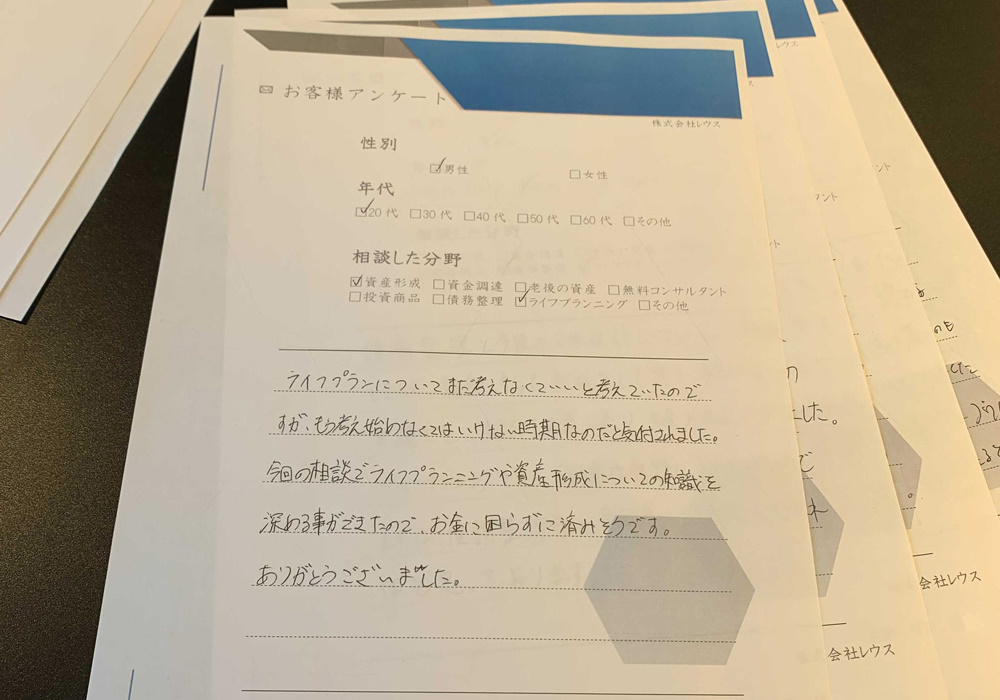 お客様アンケート
株式会社レウス
性別
☑男性 ☐女性
年代
☑20代 ☐30代 ☐40代 ☐50代 ☐60代 ☐その他
相談した分野
☑資産形成 ☐資金調達 ☐老後の資産 ☐無料コンサルタント
☐投資商品 ☐債務整理 ☑ライフプランニング ☐その他
ライフプランについてまだ考えなくていいと考えていたので
すが、もう考え始めなくてはいけない時期なのだと気付されました。
今回の相談でライフプランニングや資産形成についての知識を
深める事ができたので、お金に困らずに済みそうです。
ありがとうございました。
した。
会社レウス
会社レウス